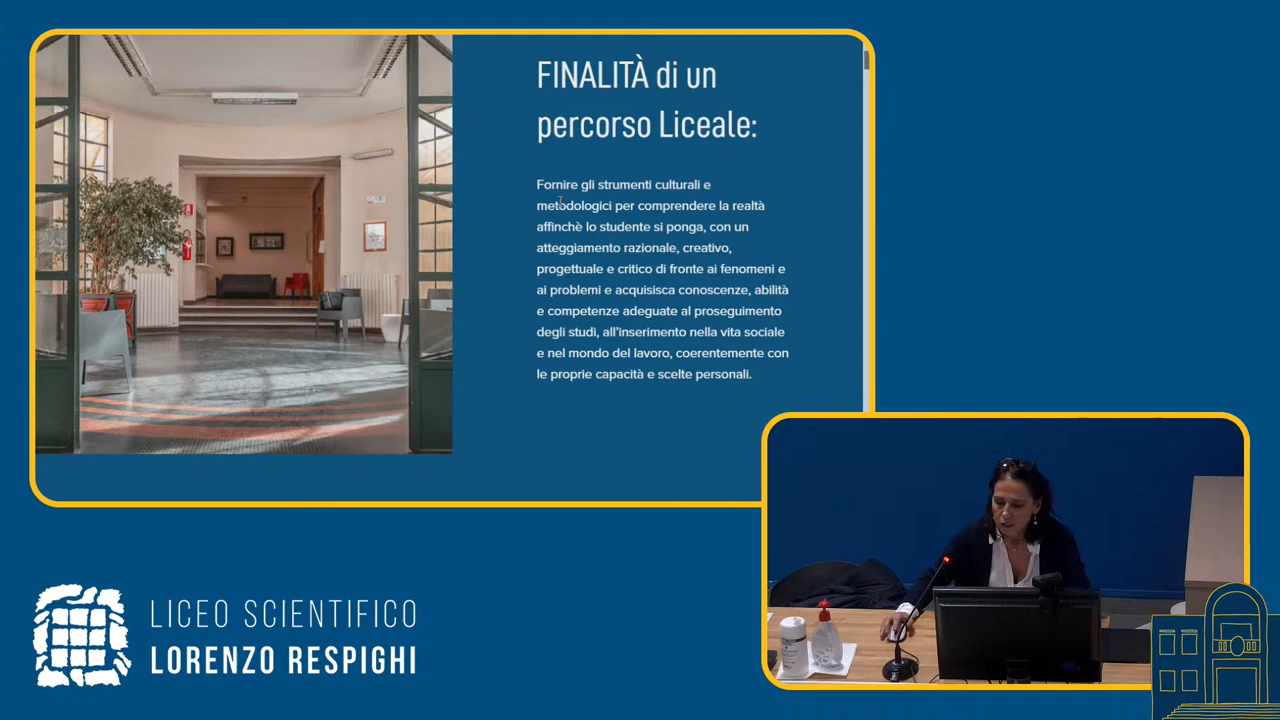 FINALITÀ di un
percorso Liceale:
Fornire gli strumenti culturali e
metodologici per comprendere la realtà
affinchè lo studente si ponga, con un
atteggiamento razionale, creativo,
progettuale e critico di fronte ai fenomeni e
ai problemi e acquisisca conoscenze, abilità
e competenze adeguate al proseguimento
degli studi, all’inserimento nella vita sociale
e nel mondo del lavoro, coerentemente con
le proprie capacità e scelte personali.
LICEO SCIENTIFICO
LORENZO RESPIGHI